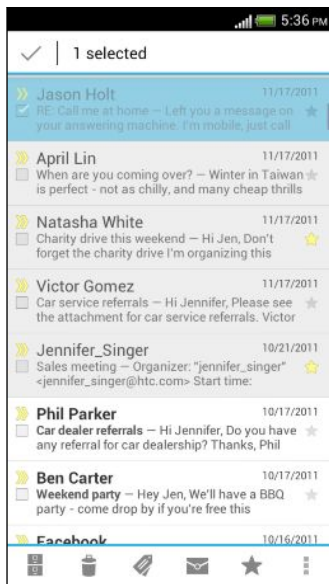 5:36 PM
1 selected
Jason Holt 11/17/2011
RE: Call me at home – Left you a message on
your answering machine. I'm mobile, just call
April Lin 11/17/2011
When are you coming over? – Winter in Taiwan
is perfect - not as chilly, and many cheap thrills
Natasha White 11/17/2011
Charity drive this weekend – Hi Jen, Don't
forget the charity drive I'm organizing this
Victor Gomez 11/17/2011
Car service referrals – Hi Jennifer, Please see
the attachment for car service referrals. Victor
Jennifer_Singer 10/21/2011
Sales meeting – Organizer: "jennifer_singer"
<jennifer_singer@htc.com> Start time:
Phil Parker 10/17/2011
Car dealer referrals – Hi Jennifer, Do you have
any referral for car dealership? Thanks, Phil
Ben Carter 10/17/2011
Weekend party – Hey Jen, We'll have a BBQ
party - come drop by if you're free this
Facebook 10/16/2011